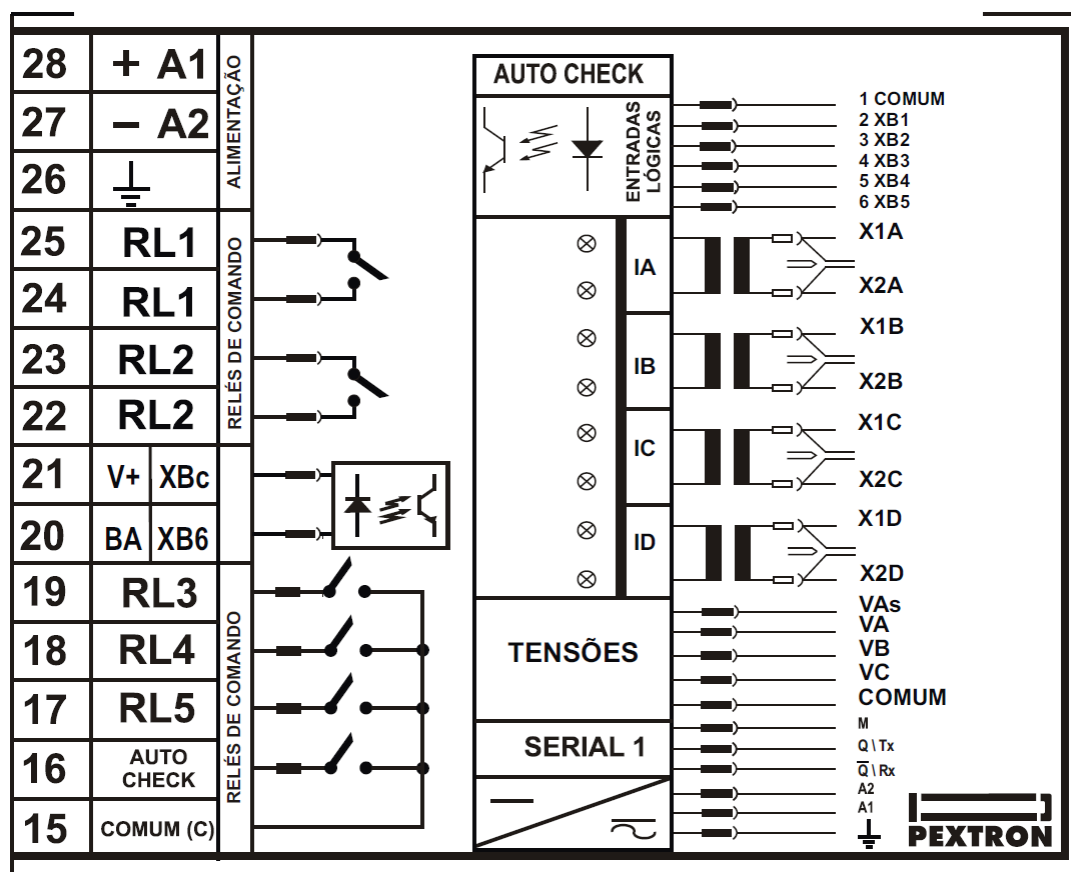 28 + A1
27 − A2
26
ALIMENTAÇÃO
25 RL1
24 RL1
23 RL2
22 RL2
RELÉS DE COMANDO
21 V+ XBc
20 BA XB6
19 RL3
18 RL4
17 RL5
16 AUTO CHECK
15 COMUM (C)
RELÉS DE COMANDO
AUTO CHECK
ENTRADAS
LÓGICAS
IA
IB
IC
ID
TENSÕES
SERIAL 1
1 COMUM
2 XB1
3 XB2
4 XB3
5 XB4
6 XB5
X1A
X2A
X1B
X2B
X1C
X2C
X1D
X2D
VAs
VA
VB
VC
COMUM
M
Q \ Tx
Q̅ \ Rx
A2
A1
PEXTRON